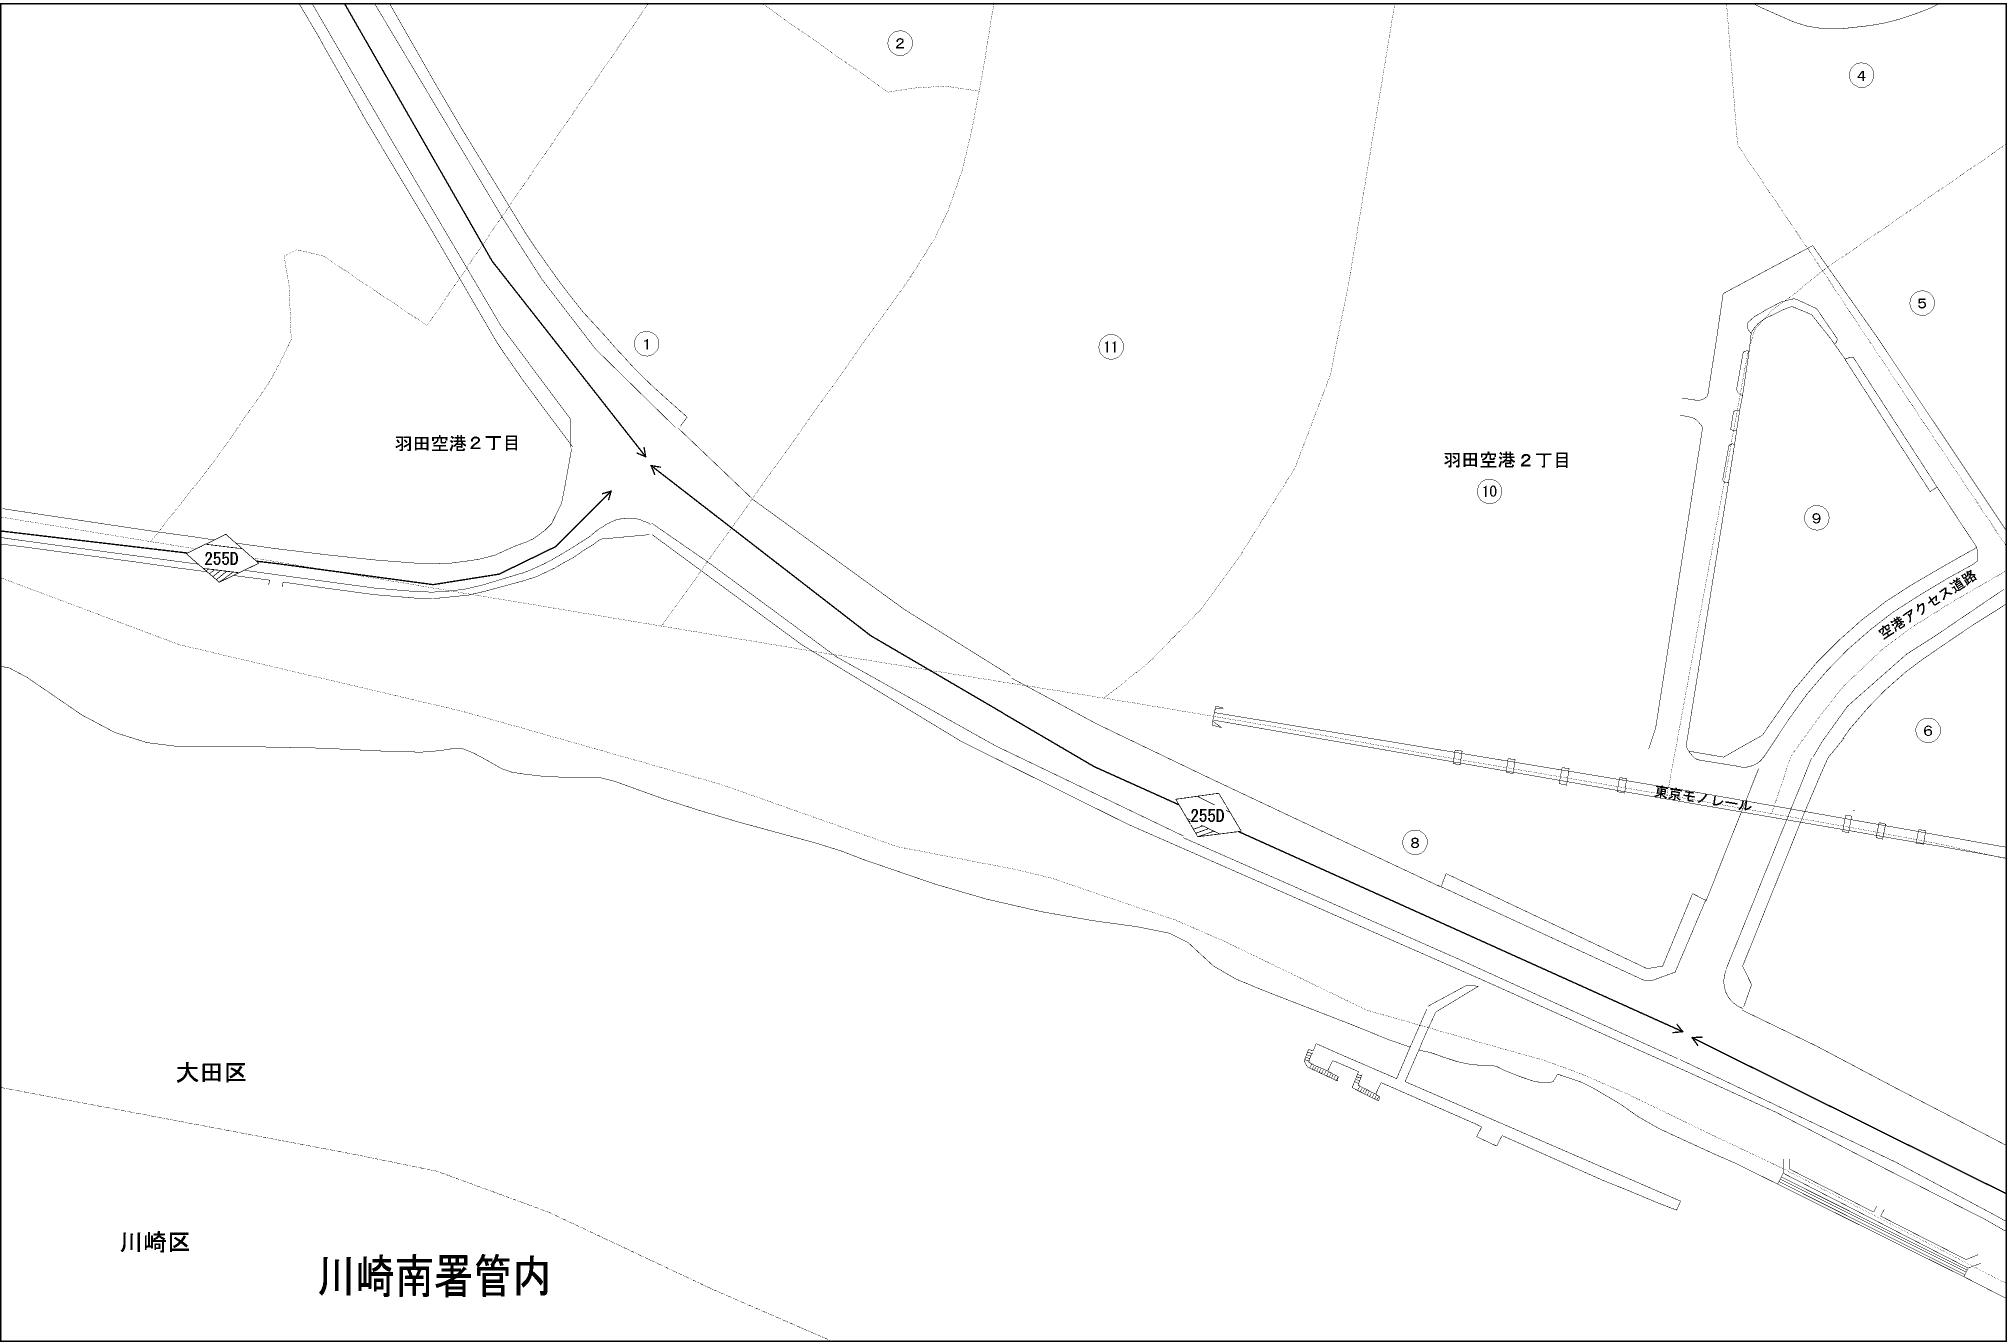 ②
④
⑤
①
⑪
羽田空港２丁目
羽田空港２丁目
⑩
⑨
255D
空港アクセス道路
⑥
東京モノレール
255D
⑧
大田区
川崎区
川崎南署管内